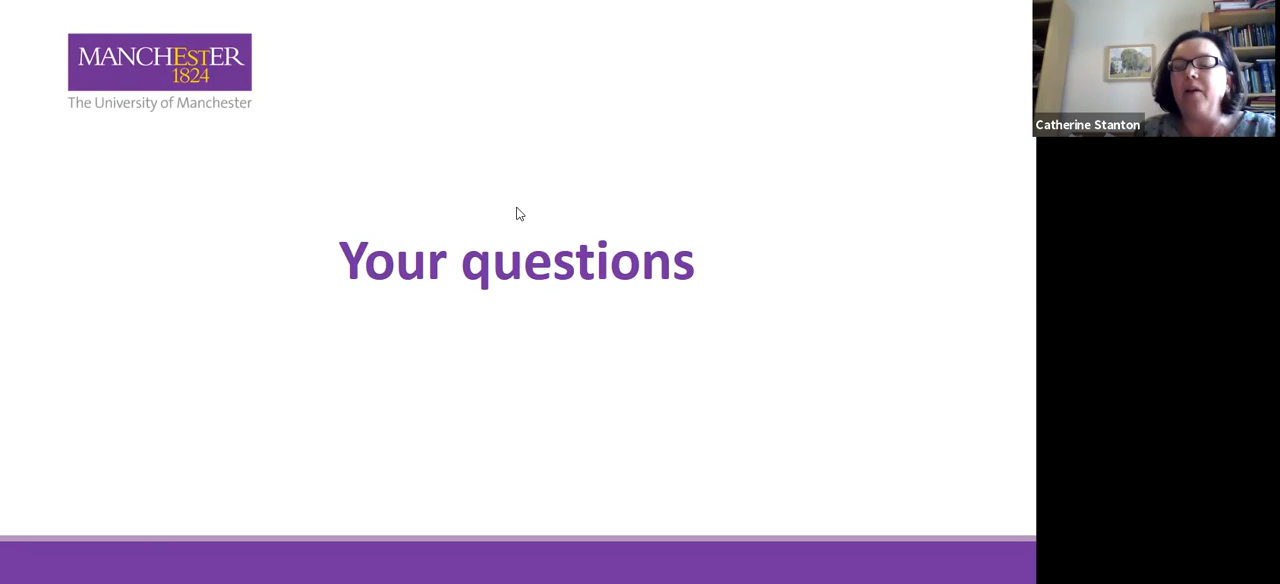 MANCHESTER
1824
The University of Manchester
Catherine Stanton
Your questions